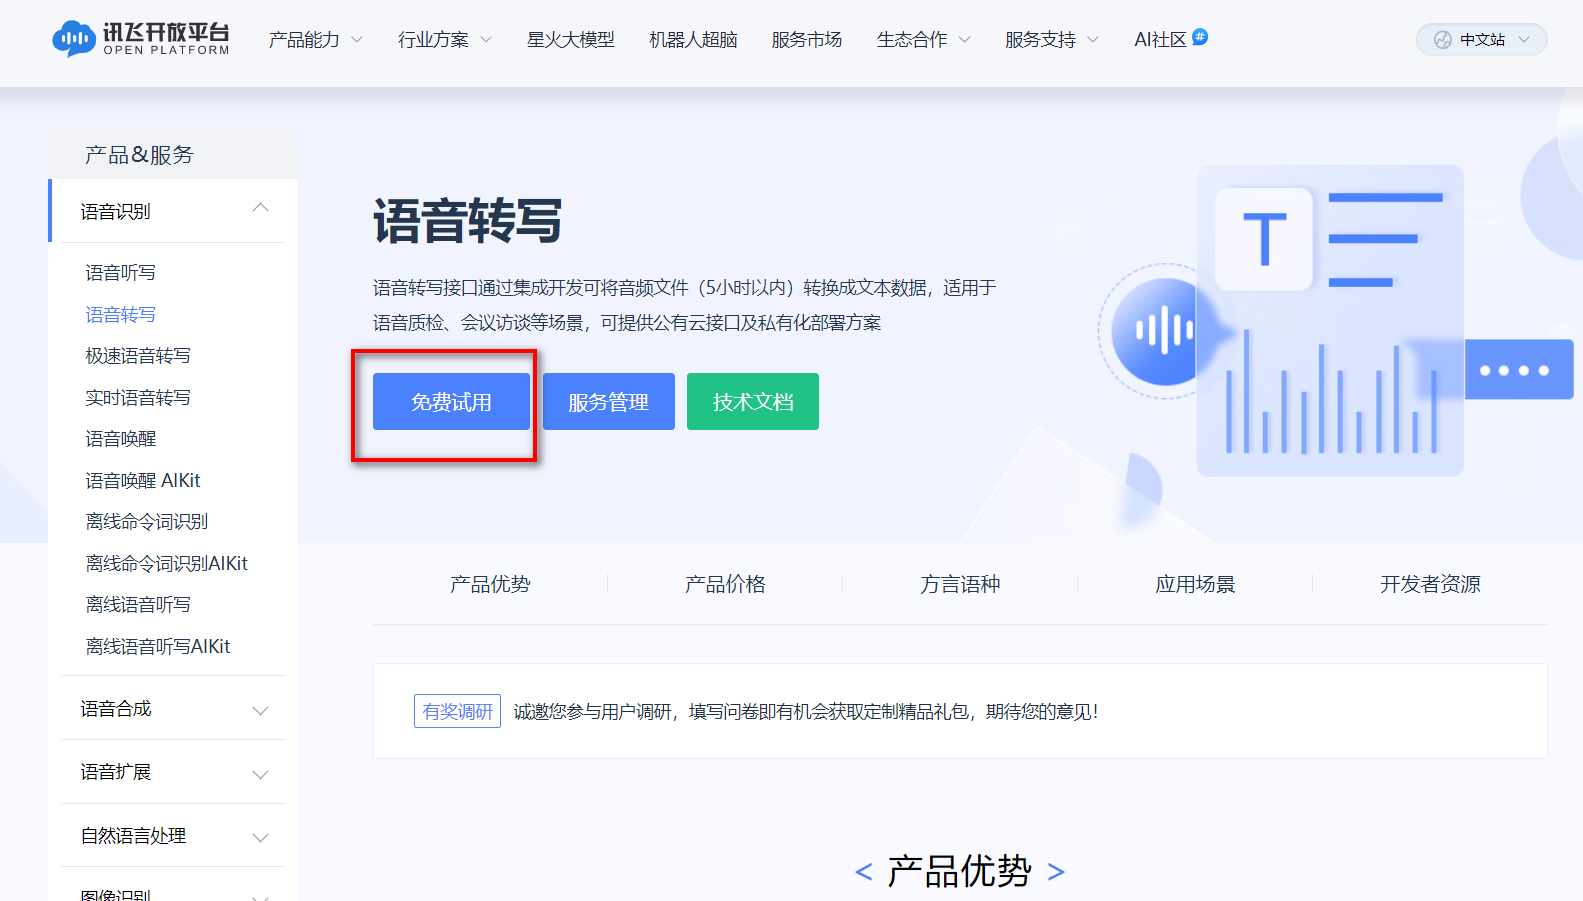 讯飞开放平台
OPEN PLATFORM
产品能力
行业方案
星火大模型
机器人超脑
服务市场
生态合作
服务支持
AI社区
#
中文站
产品&服务
语音识别
语音听写
语音转写
极速语音转写
实时语音转写
语音唤醒
语音唤醒 AIKit
离线命令词识别
离线命令词识别AIKit
离线语音听写
离线语音听写AIKit
语音合成
语音扩展
自然语言处理
图像识别
语音转写
语音转写接口通过集成开发可将音频文件（5小时以内）转换成文本数据，适用于
语音质检、会议访谈等场景，可提供公有云接口及私有化部署方案
免费试用
服务管理
技术文档
T
产品优势
产品价格
方言语种
应用场景
开发者资源
有奖调研
诚邀您参与用户调研，填写问卷即有机会获取定制精品礼包，期待您的意见！
< 产品优势 >